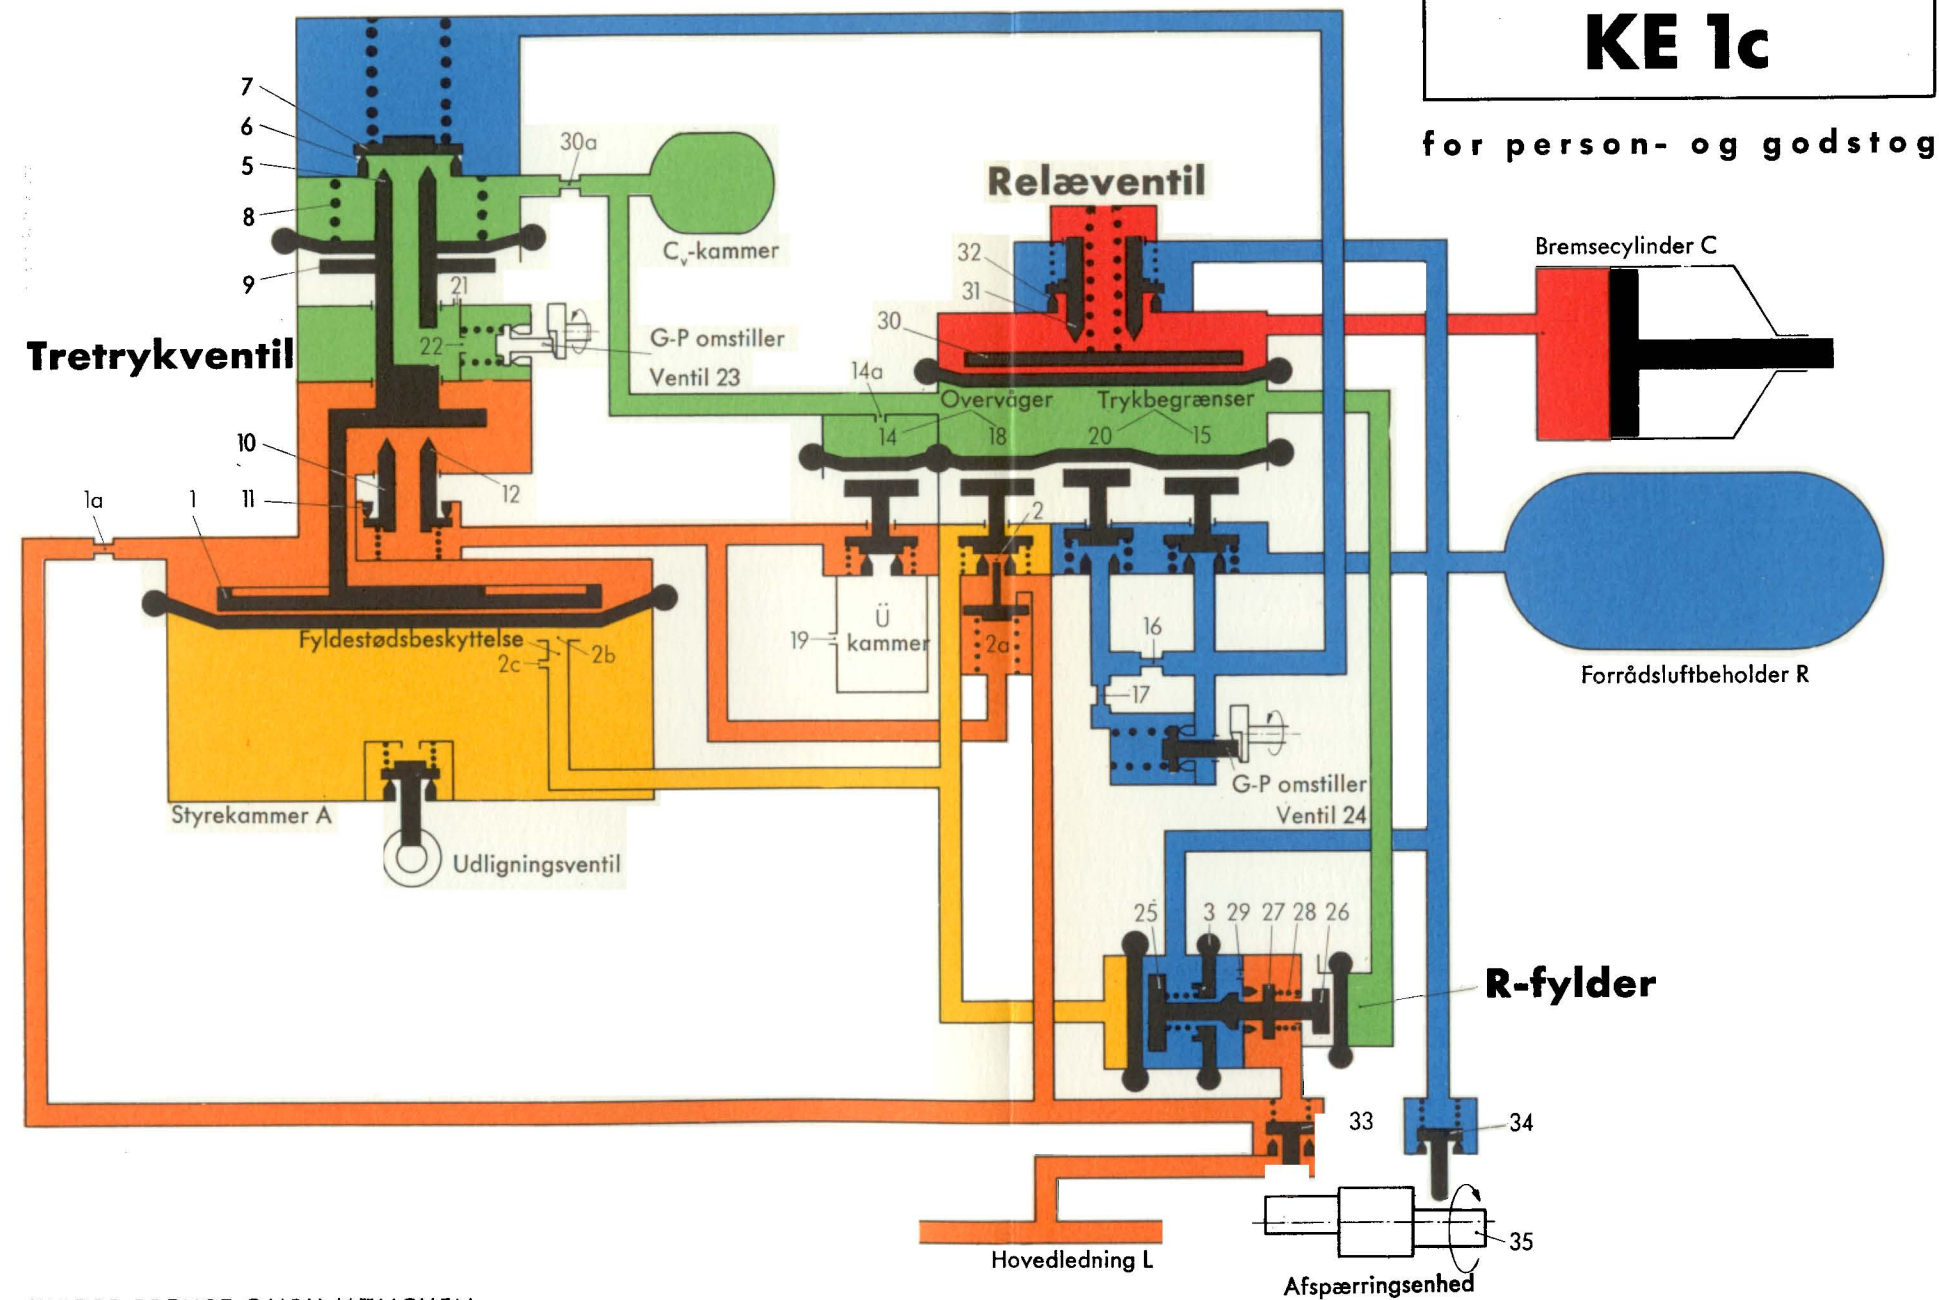 KE 1c
for person- og godstog
7
6
5
8
9
30a
C
v
-kammer
Relæventil
32
31
30
Bremsecylinder C
21
22
G-P omstiller
Ventil 23
Tretrykventil
14a
Overvåger
Trykbegrænser
14
18
20
15
10
11
12
1a
1
2
Fyldestødsbeskyttelse
2c
2b
19
Ü
kammer
2a
16
17
Forrådsluftbeholder R
G-P omstiller
Ventil 24
Styrekammer A
Udligningsventil
25
3
29
27
28
26
R-fylder
33
34
35
Hovedledning L
Afspærringsenhed